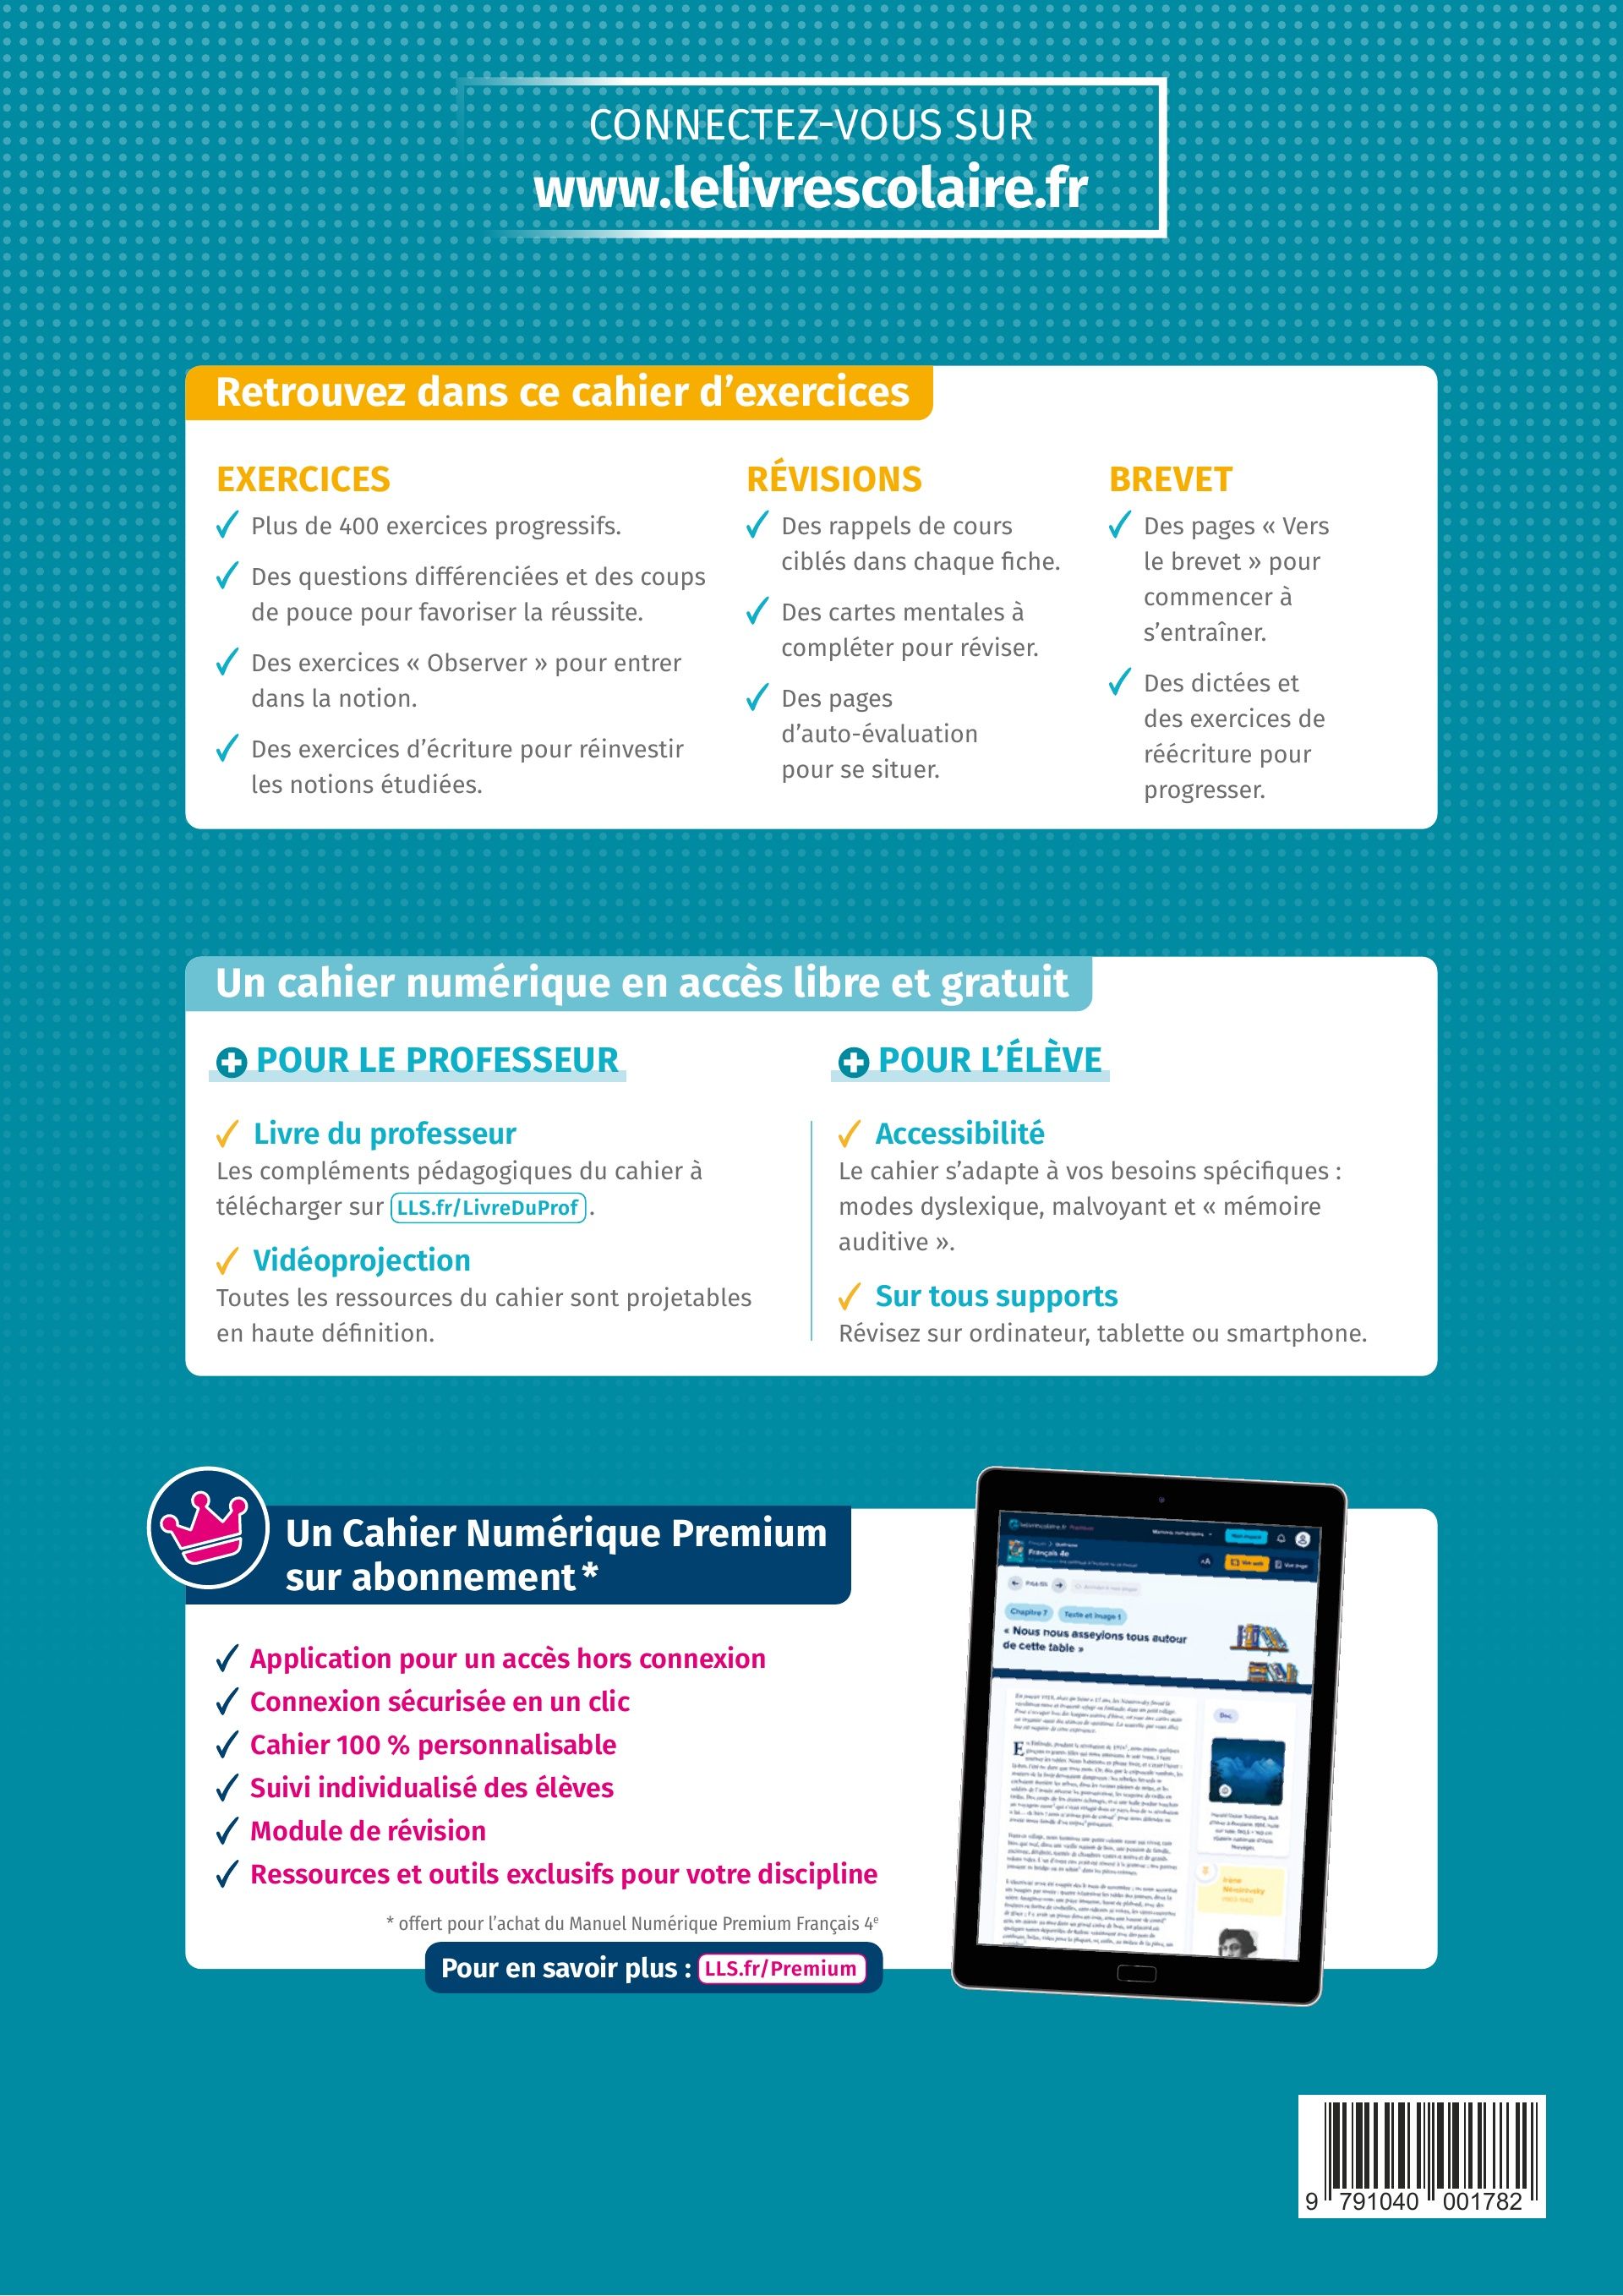 CONNECTEZ-VOUS SUR
www.lelivrescolaire.fr
Retrouvez dans ce cahier d’exercices
EXERCICES
Plus de 400 exercices progressifs.
Des questions différenciées et des coups
de pouce pour favoriser la réussite.
Des exercices « Observer » pour entrer
dans la notion.
Des exercices d’écriture pour réinvestir
les notions étudiées.
RÉVISIONS
Des rappels de cours
ciblés dans chaque fiche.
Des cartes mentales à
compléter pour réviser.
Des pages
d’auto-évaluation
pour se situer.
BREVET
Des pages « Vers
le brevet » pour
commencer à
s’entraîner.
Des dictées et
des exercices de
réécriture pour
progresser.
Un cahier numérique en accès libre et gratuit
POUR LE PROFESSEUR
Livre du professeur
Les compléments pédagogiques du cahier à
télécharger sur LLS.fr/LivreDuProf .
Vidéoprojection
Toutes les ressources du cahier sont projetables
en haute définition.
POUR L’ÉLÈVE
Accessibilité
Le cahier s’adapte à vos besoins spécifiques :
modes dyslexique, malvoyant et « mémoire
auditive ».
Sur tous supports
Révisez sur ordinateur, tablette ou smartphone.
Un Cahier Numérique Premium
sur abonnement*
Application pour un accès hors connexion
Connexion sécurisée en un clic
Cahier 100 % personnalisable
Suivi individualisé des élèves
Module de révision
Ressources et outils exclusifs pour votre discipline
* offert pour l’achat du Manuel Numérique Premium Français 4e
Pour en savoir plus : LLS.fr/Premium
lelivrescolaire.fr
Français 4e
Chapitre 7
Texte et image 1
« Nous nous asseyions tous autour
de cette table »
Doc.
Irène
Némirovsky
9 791040 001782